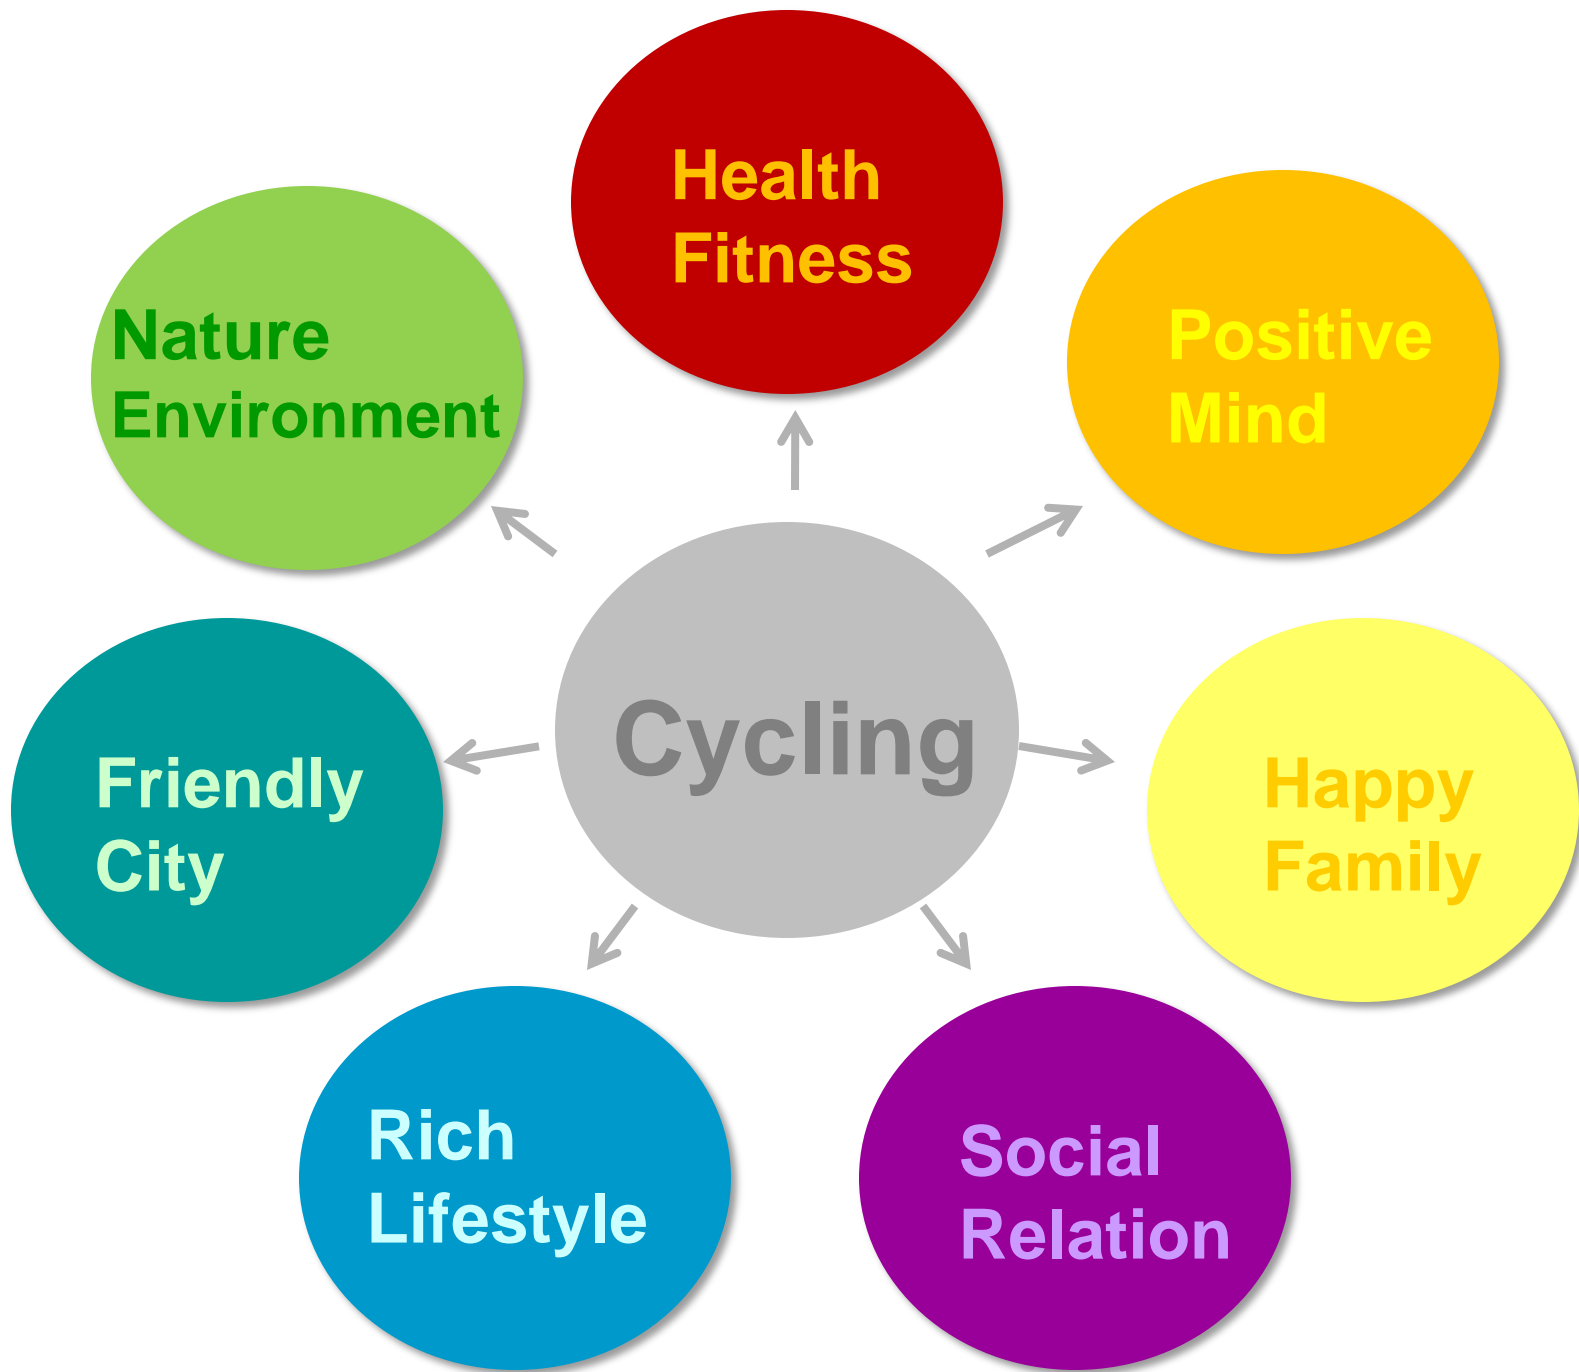 Health
Fitness
Positive
Mind
Happy
Family
Social
Relation
Rich
Lifestyle
Friendly
City
Nature
Environment
Cycling